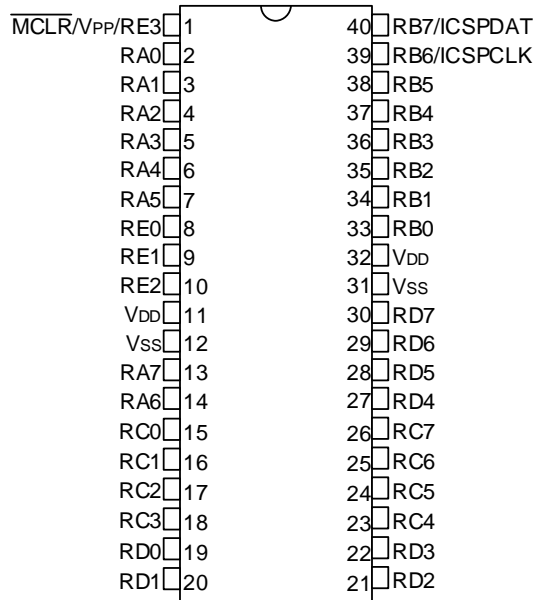 MCLR/VPP/RE3 1 40 RB7/ICSPDAT
RA0 2 39 RB6/ICSPCLK
RA1 3 38 RB5
RA2 4 37 RB4
RA3 5 36 RB3
RA4 6 35 RB2
RA5 7 34 RB1
RE0 8 33 RB0
RE1 9 32 VDD
RE2 10 31 VSS
VDD 11 30 RD7
VSS 12 29 RD6
RA7 13 28 RD5
RA6 14 27 RD4
RC0 15 26 RC7
RC1 16 25 RC6
RC2 17 24 RC5
RC3 18 23 RC4
RD0 19 22 RD3
RD1 20 21 RD2